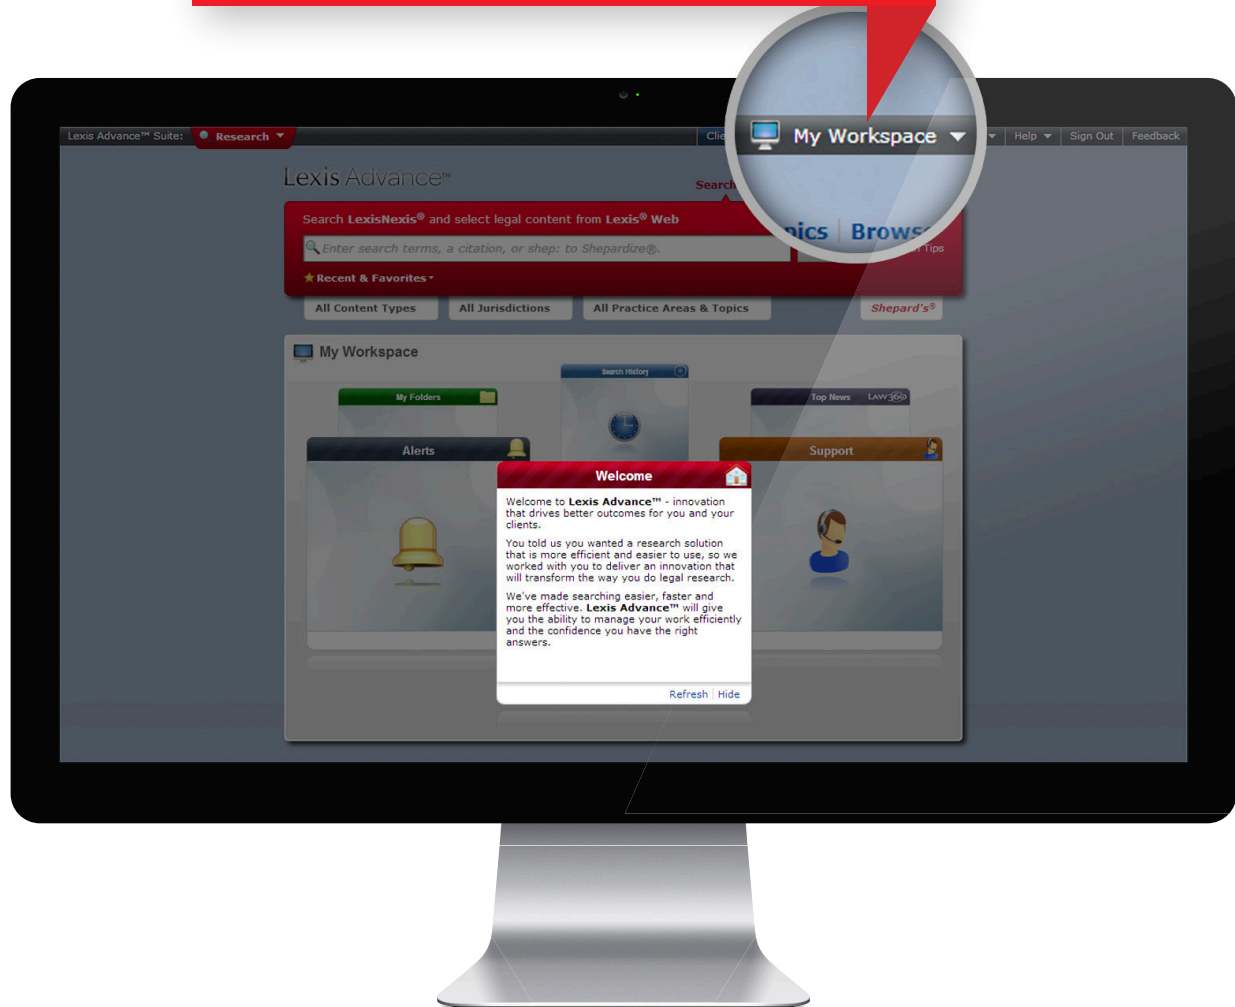 Lexis Advance™ Suite: Research
My Workspace
Help Sign Out Feedback
Lexis Advance™
Search
Search LexisNexis® and select legal content from Lexis® Web
Enter search terms, a citation, or shep: to Shepardize®.
Tips
Recent & Favorites
All Content Types All Jurisdictions All Practice Areas & Topics Shepard's®
My Workspace
Search History
My Folders
Top News LAW360
Alerts
Support
Welcome
Welcome to Lexis Advance™ - innovation
that drives better outcomes for you and your
clients.
You told us you wanted a research solution
that is more efficient and easier to use, so we
worked with you to deliver an innovation that
will transform the way you do legal research.
We've made searching easier, faster and
more effective. Lexis Advance™ will give
you the ability to manage your work efficiently
and the confidence you have the right
answers.
Refresh Hide